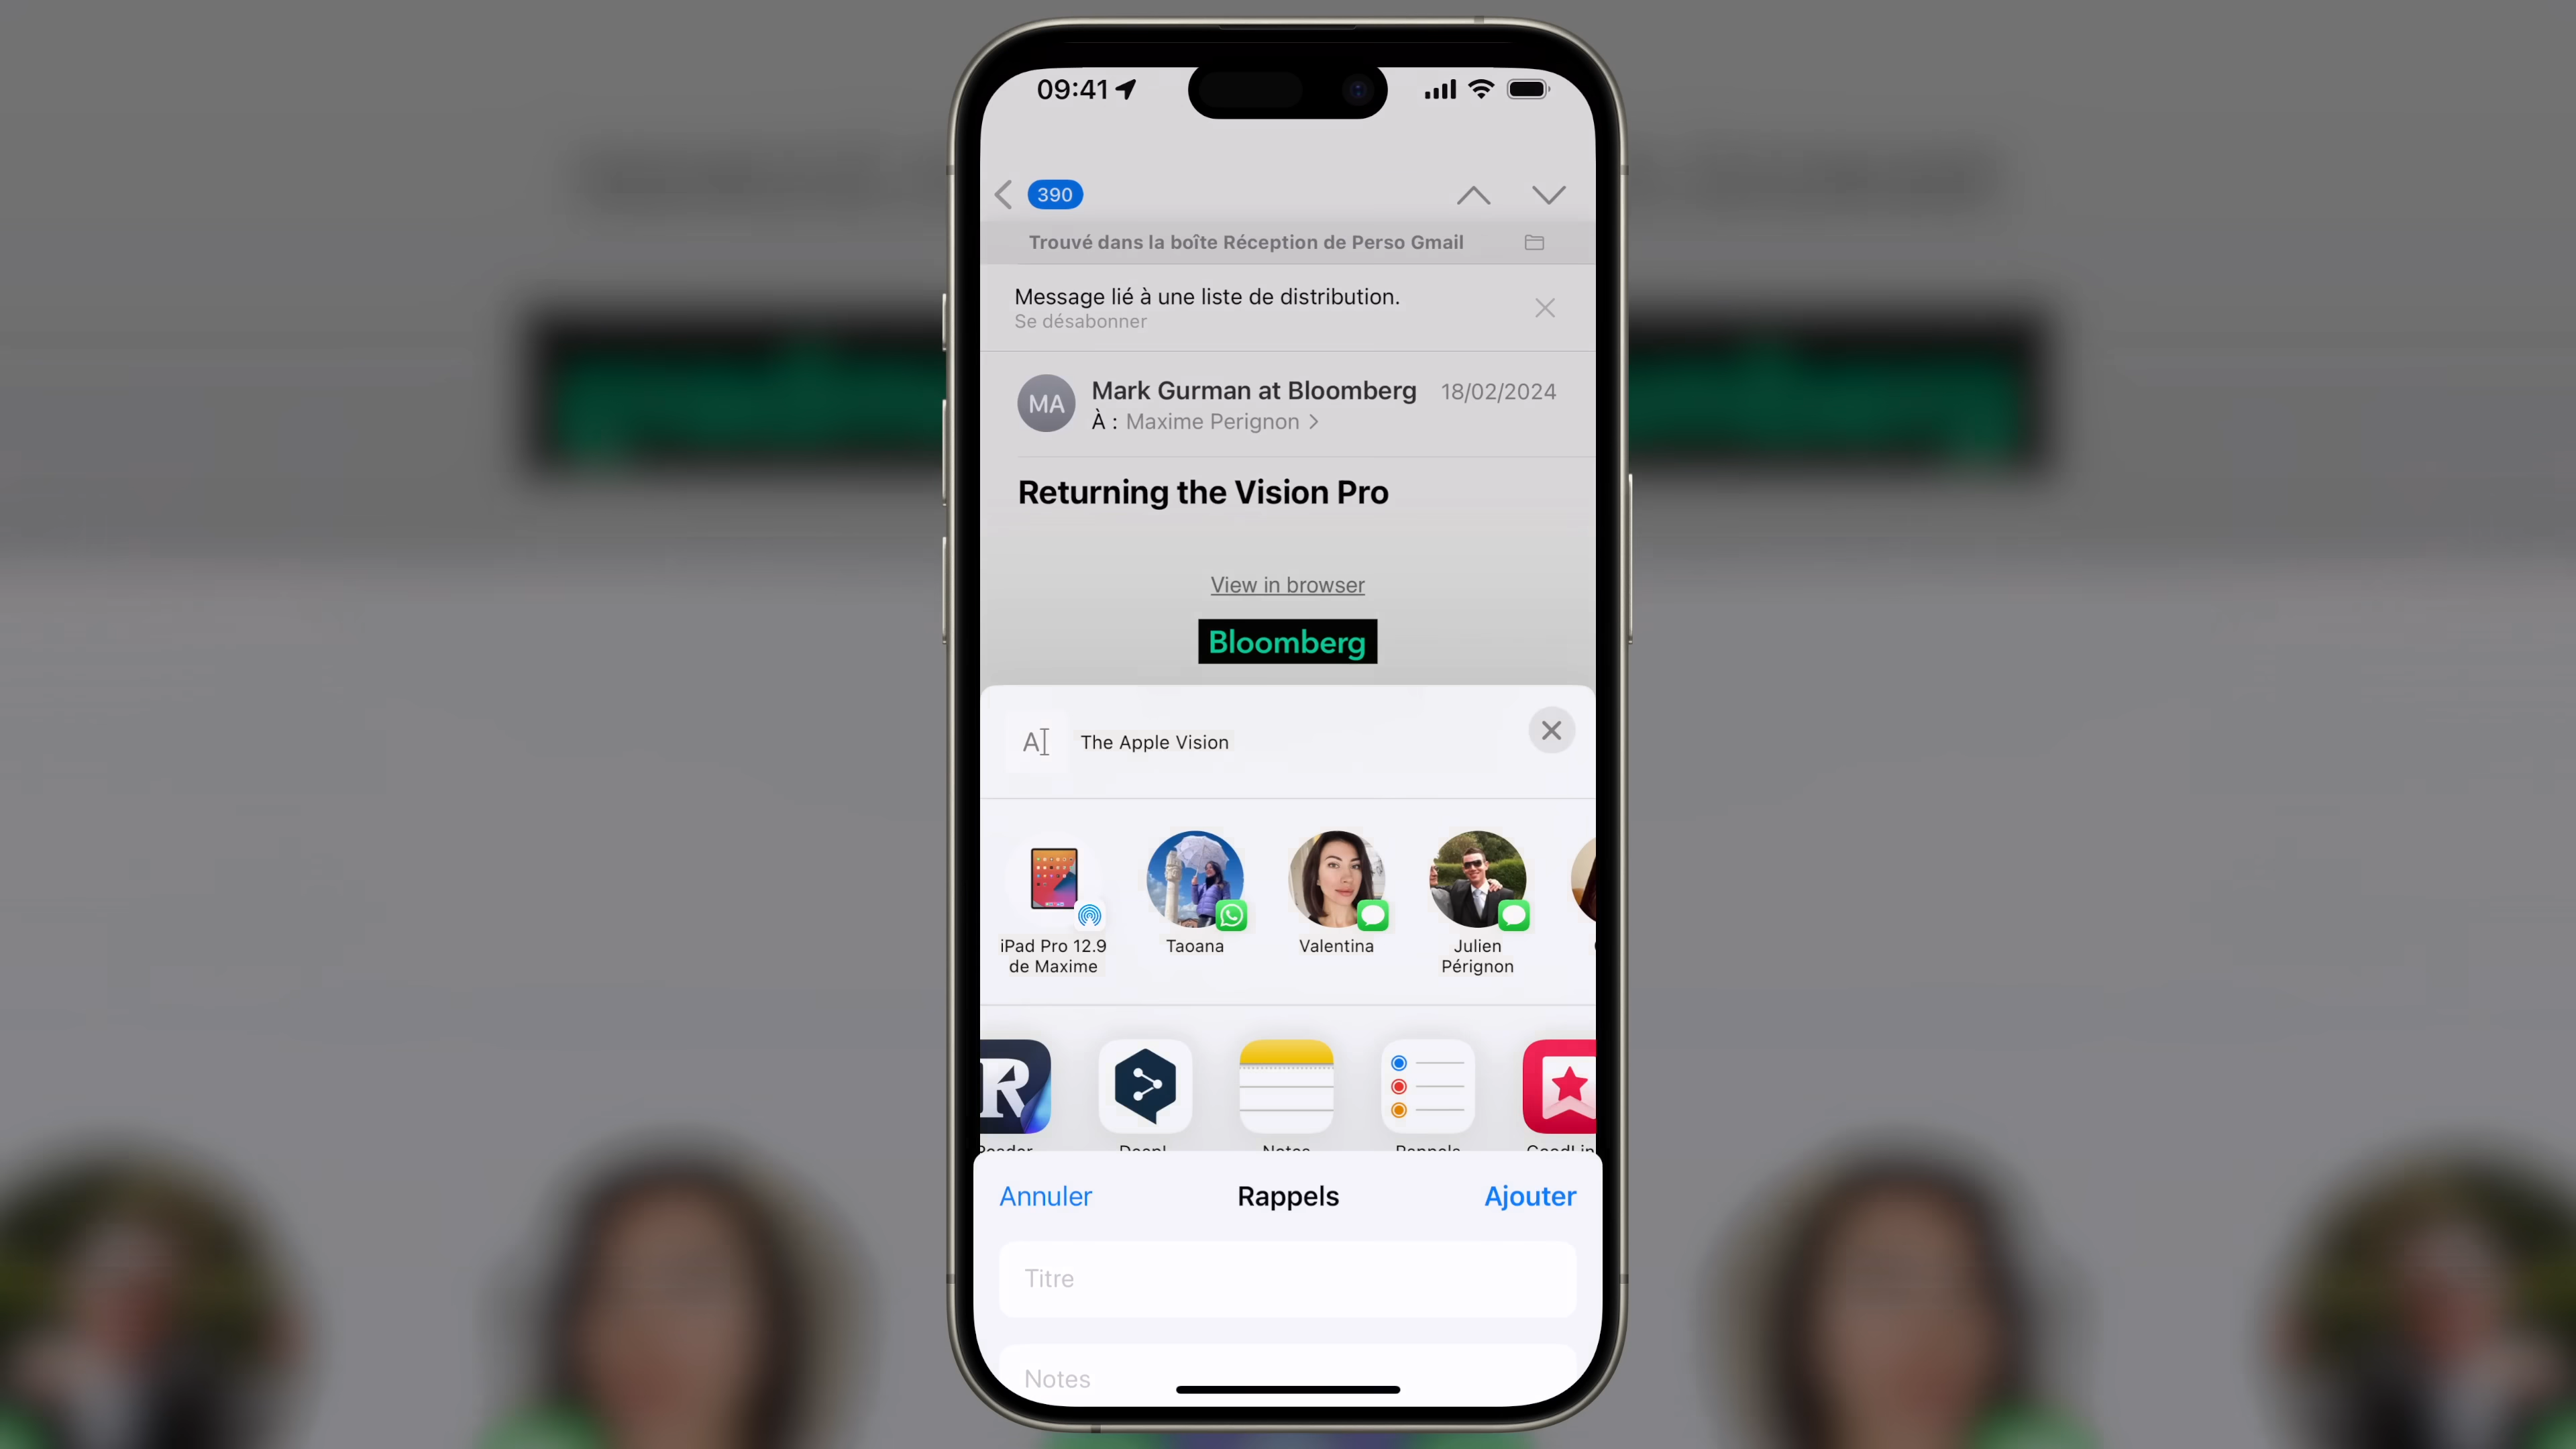 09:41
390
Trouvé dans la boîte Réception de Perso Gmail
Message lié à une liste de distribution.
Se désabonner
MA
Mark Gurman at Bloomberg 18/02/2024
À : Maxime Perignon
Returning the Vision Pro
View in browser
Bloomberg
The Apple Vision
iPad Pro 12.9
de Maxime
Taoana
Valentina
Julien
Pérignon
R
Notes
Rappels
Annuler Rappels Ajouter
Titre
Notes